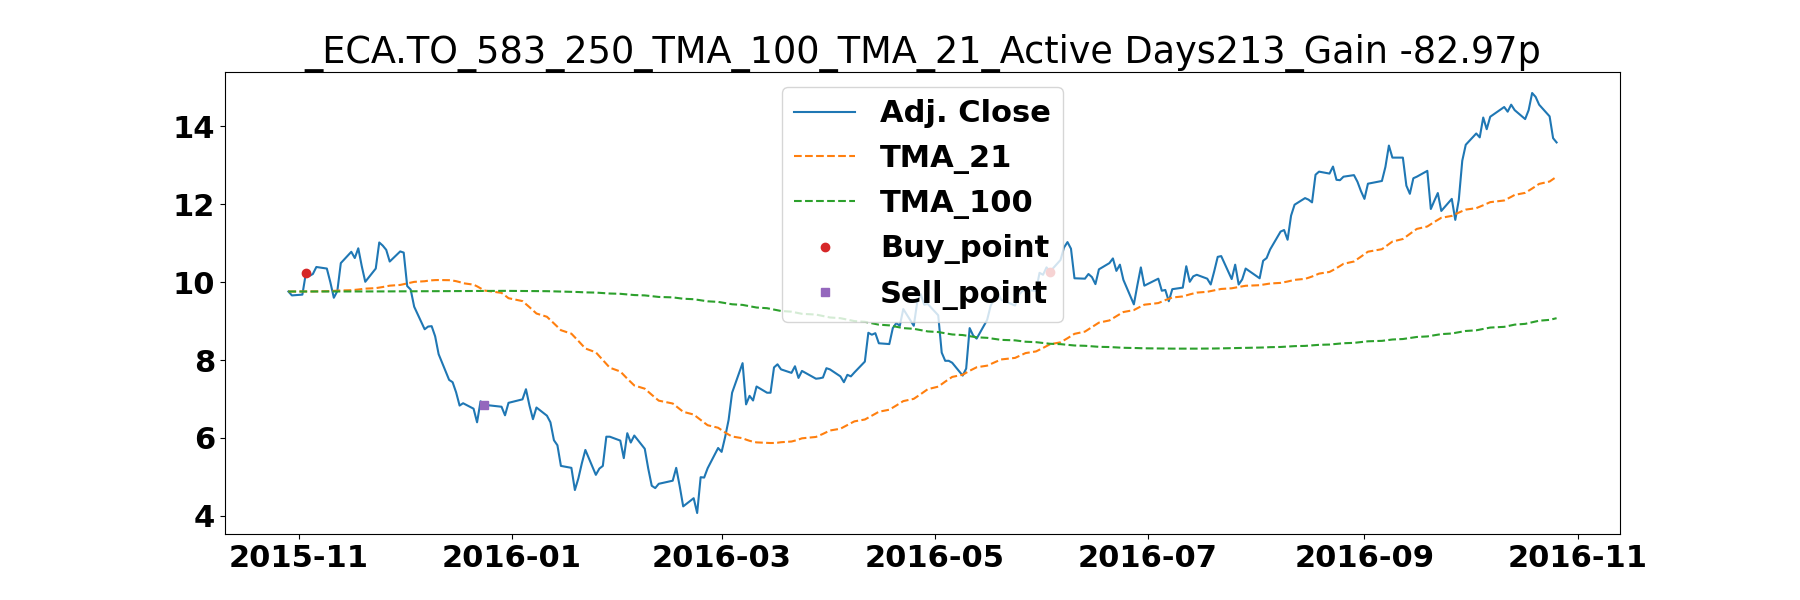 _ECA.TO_583_250_TMA_100_TMA_21_Active Days213_Gain -82.97p
Adj. Close
TMA_21
TMA_100
Buy_point
Sell_point
14
12
10
8
6
4
2015-11 2016-01 2016-03 2016-05 2016-07 2016-09 2016-11